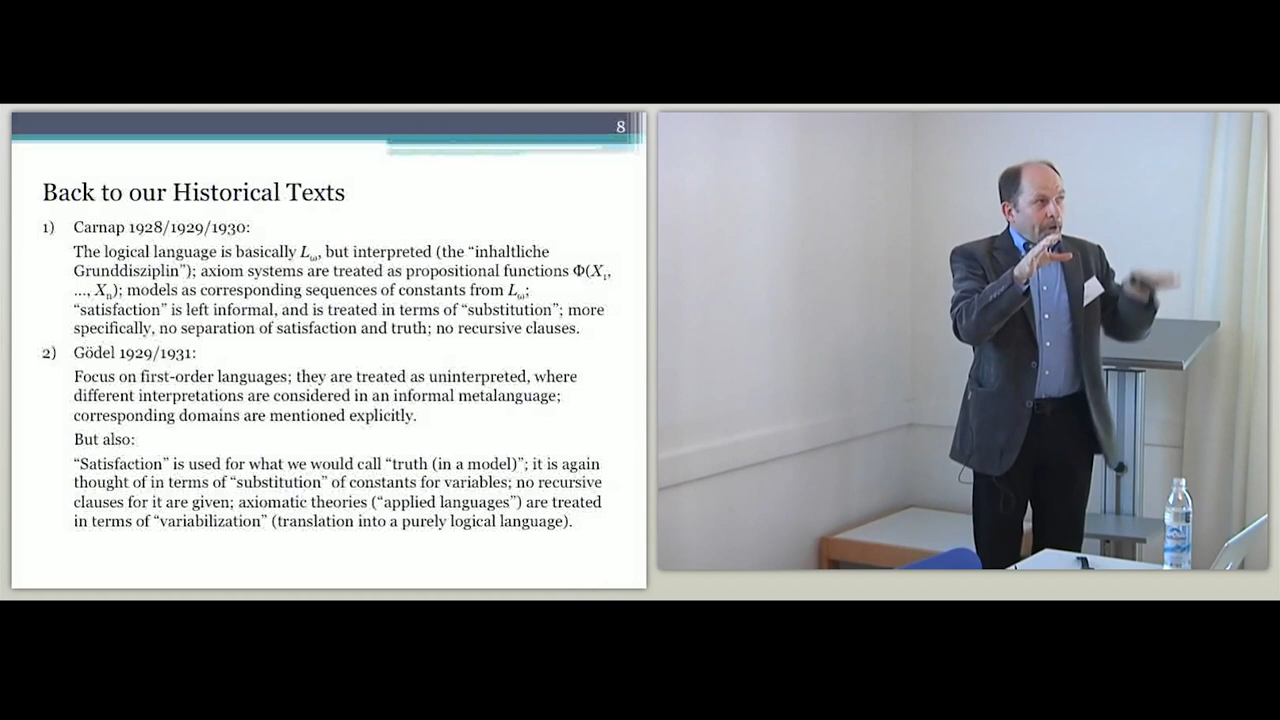 8
Back to our Historical Texts
1) Carnap 1928/1929/1930:
The logical language is basically Lω, but interpreted (the “inhaltliche
Grunddisziplin”); axiom systems are treated as propositional functions Φ(X₁,
..., Xₙ); models as corresponding sequences of constants from Lω;
“satisfaction” is left informal, and is treated in terms of “substitution”; more
specifically, no separation of satisfaction and truth; no recursive clauses.
2) Gödel 1929/1931:
Focus on first-order languages; they are treated as uninterpreted, where
different interpretations are considered in an informal metalanguage;
corresponding domains are mentioned explicitly.
But also:
“Satisfaction” is used for what we would call “truth (in a model)”; it is again
thought of in terms of “substitution” of constants for variables; no recursive
clauses for it are given; axiomatic theories (“applied languages”) are treated
in terms of “variabilization” (translation into a purely logical language).